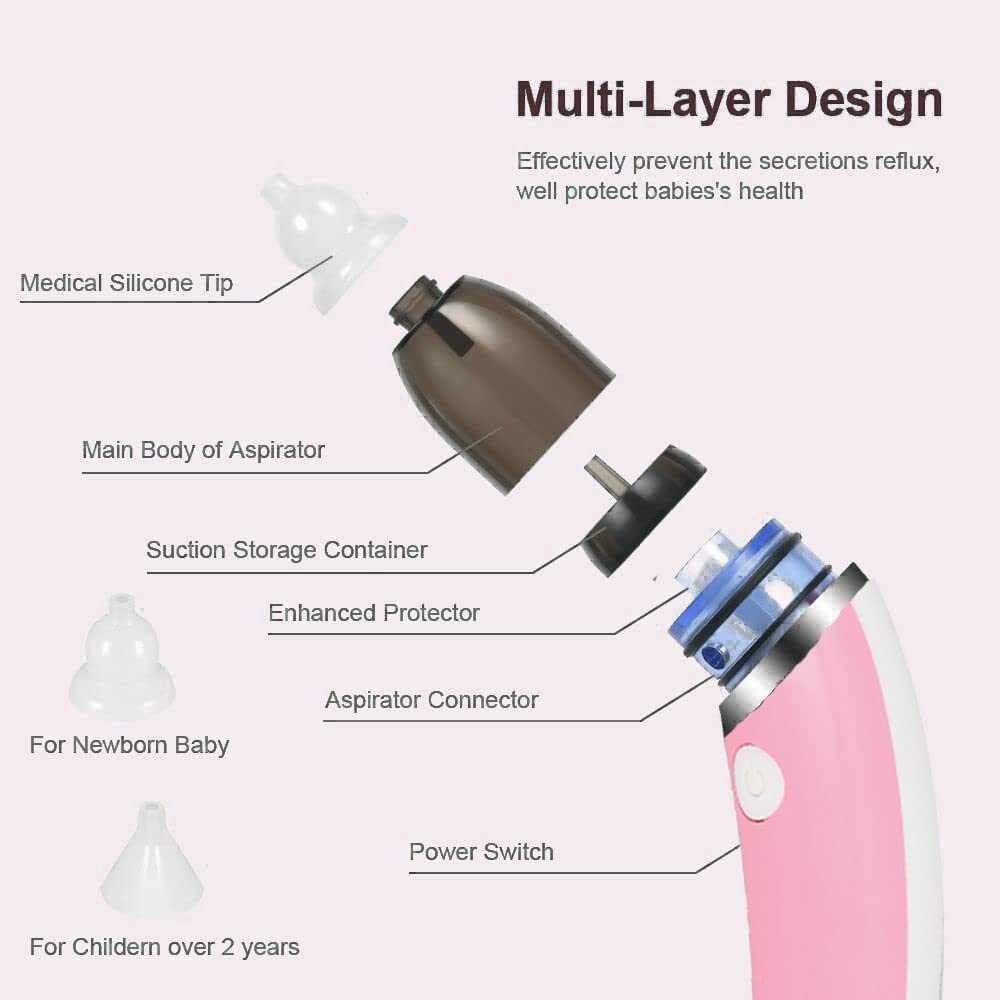 Multi-Layer Design
Effectively prevent the secretions reflux,
well protect babies's health
Medical Silicone Tip
Main Body of Aspirator
Suction Storage Container
Enhanced Protector
Aspirator Connector
For Newborn Baby
Power Switch
For Childern over 2 years